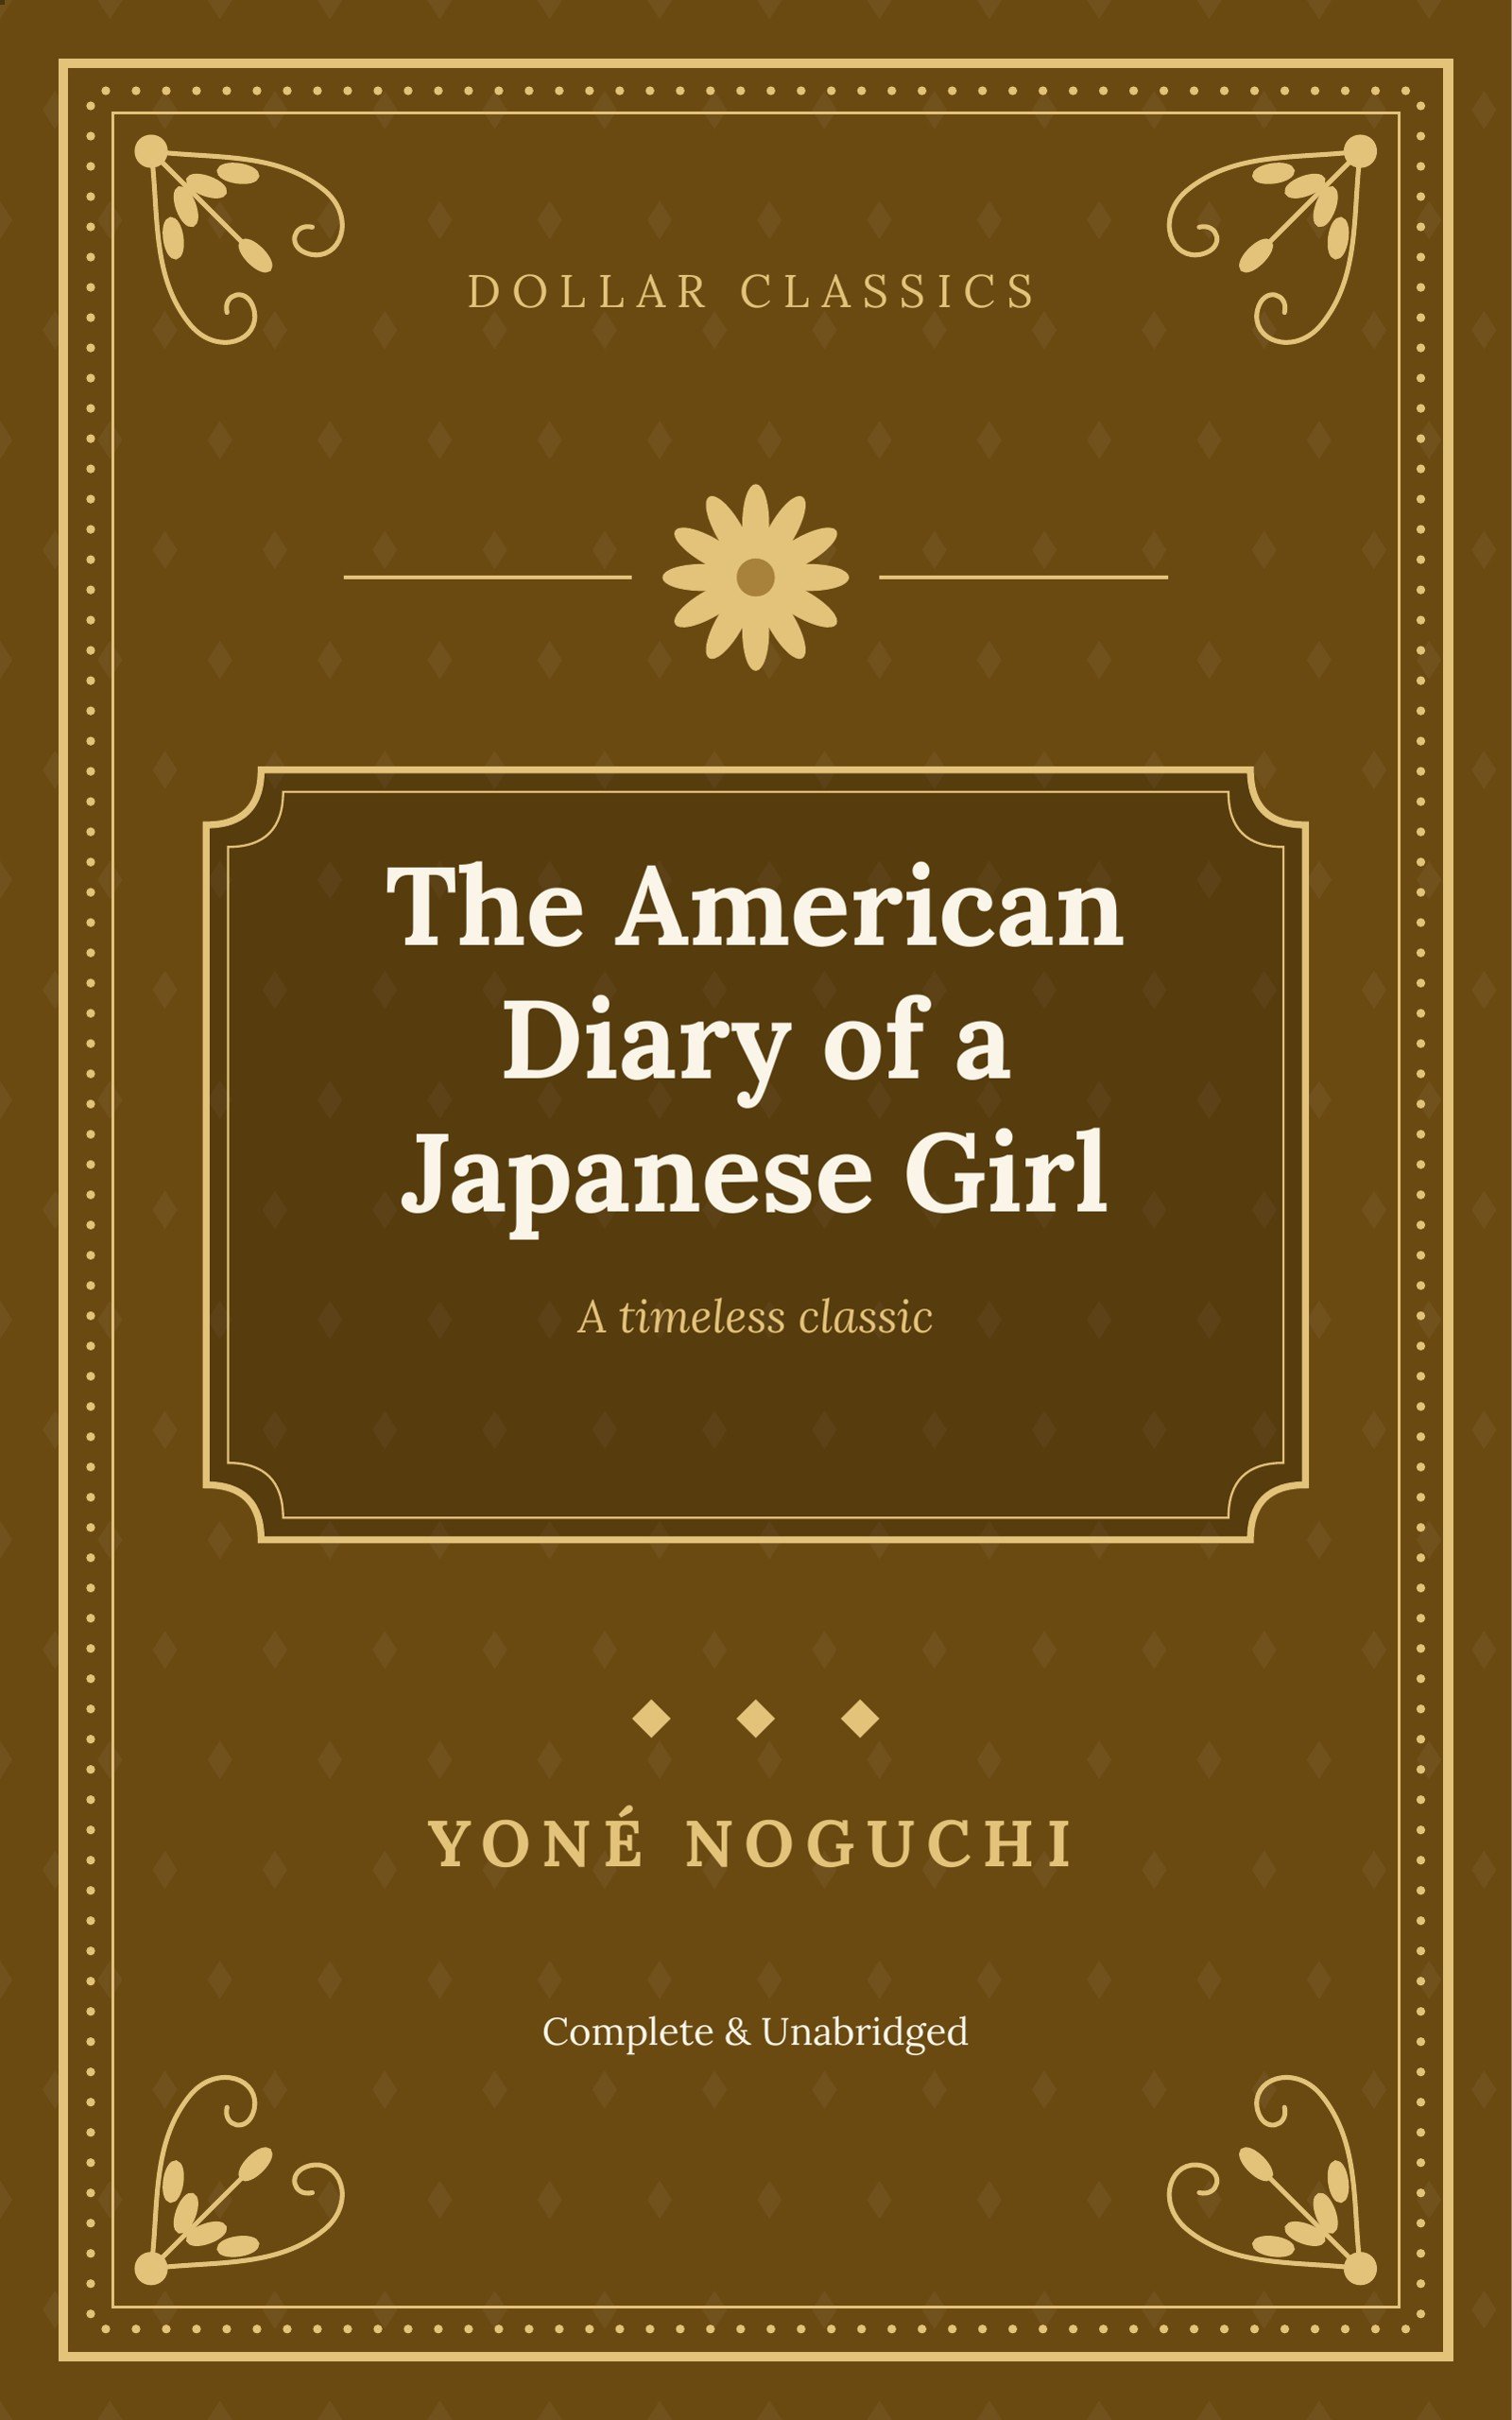 DOLLAR CLASSICS
The American
Diary of a
Japanese Girl
A timeless classic
YONÉ NOGUCHI
Complete & Unabridged